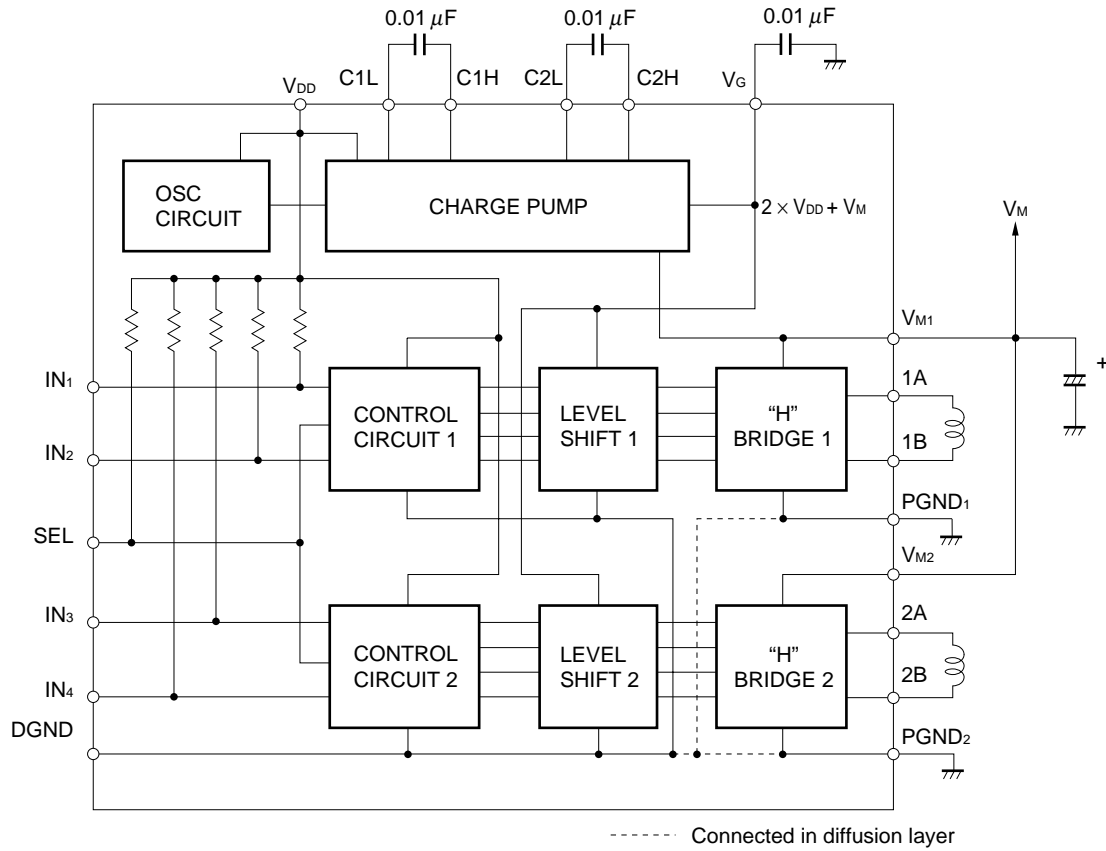 0.01 μF
0.01 μF
0.01 μF
VDD
C1L
C1H
C2L
C2H
VG
OSC
CIRCUIT
CHARGE PUMP
2 × VDD + VM
VM
VM1
+
IN1
CONTROL
CIRCUIT 1
LEVEL
SHIFT 1
“H”
BRIDGE 1
1A
1B
IN2
PGND1
SEL
VM2
IN3
CONTROL
CIRCUIT 2
LEVEL
SHIFT 2
“H”
BRIDGE 2
2A
2B
IN4
DGND
PGND2
Connected in diffusion layer